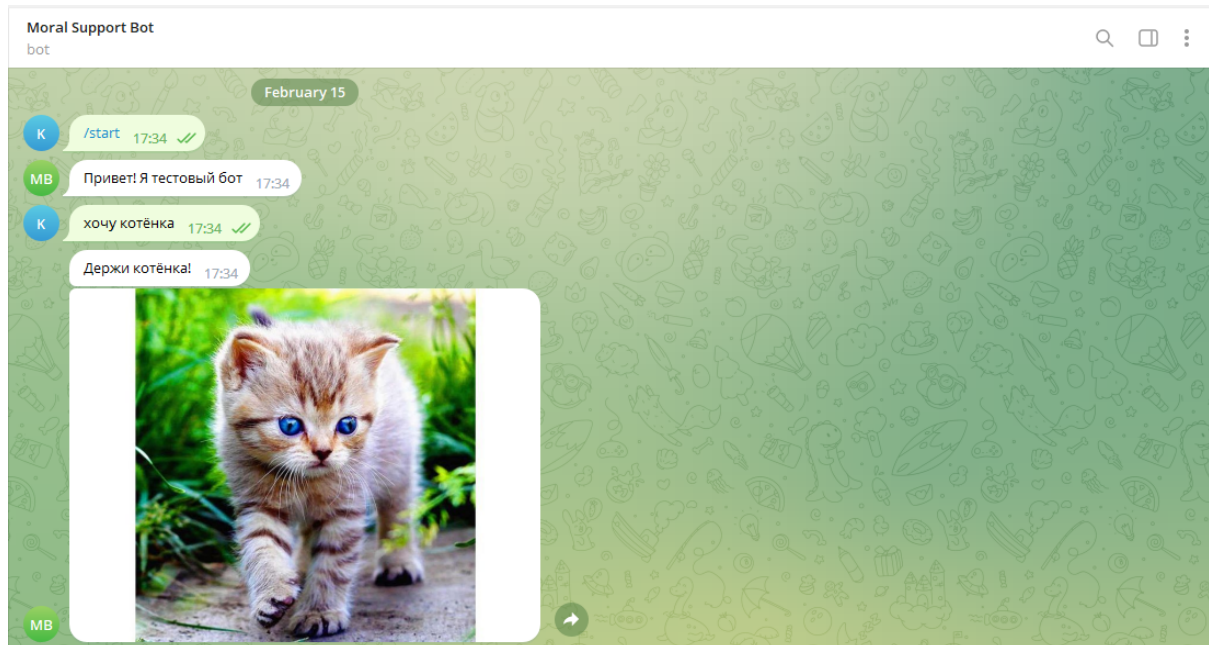 Moral Support Bot
bot
February 15
K
/start 17:34
MB
Привет! Я тестовый бот 17:34
K
хочу котёнка 17:34
Держи котёнка! 17:34
MB